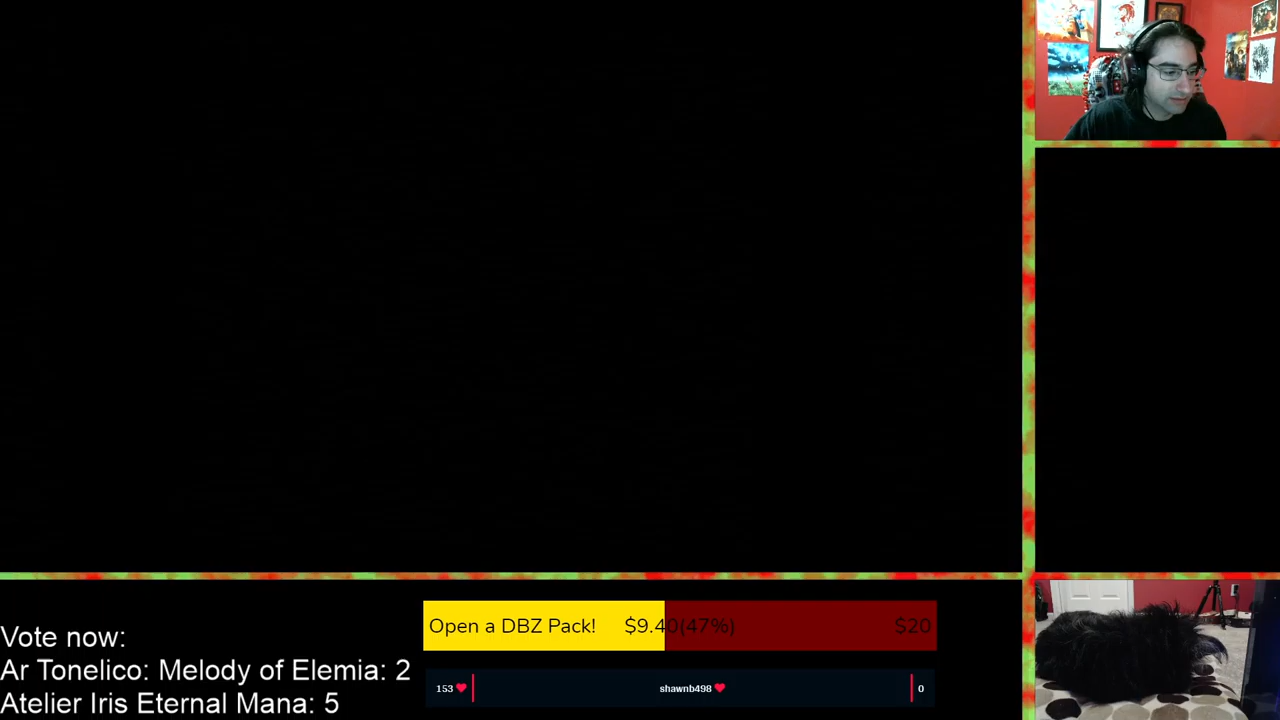 Open a DBZ Pack! $9.40(47%) $20
153 shawnb498 0
Vote now:
Ar Tonelico: Melody of Elemia: 2
Atelier Iris Eternal Mana: 5